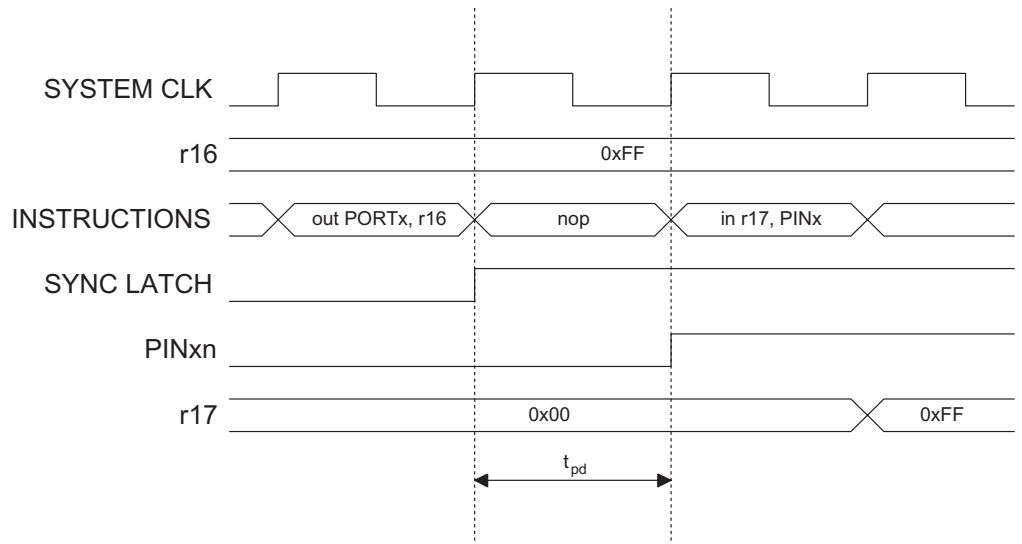 SYSTEM CLK
r16
0xFF
INSTRUCTIONS
out PORTx, r16
nop
in r17, PINx
SYNC LATCH
PINxn
r17
0x00
0xFF
tpd